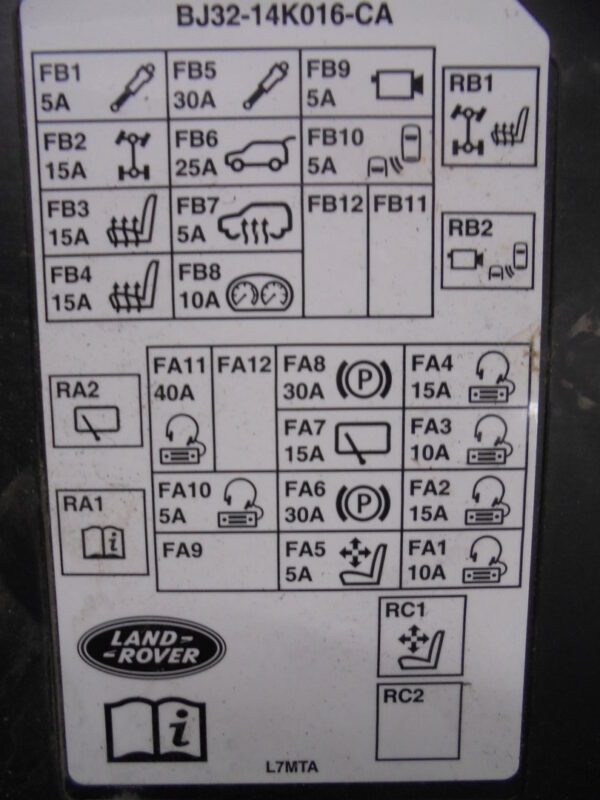 BJ32-14K016-CA
FB1
5A
FB5
30A
FB9
5A
RB1
FB2
15A
FB6
25A
FB10
5A
FB3
15A
FB7
5A
FB12
FB11
RB2
FB4
15A
FB8
10A
RA2
FA11
40A
FA12
FA8
30A
P
FA4
15A
FA7
15A
FA3
10A
RA1
i
FA10
5A
FA6
30A
P
FA2
15A
FA9
FA5
5A
FA1
10A
LAND-
-ROVER
RC1
i
RC2
L7MTA